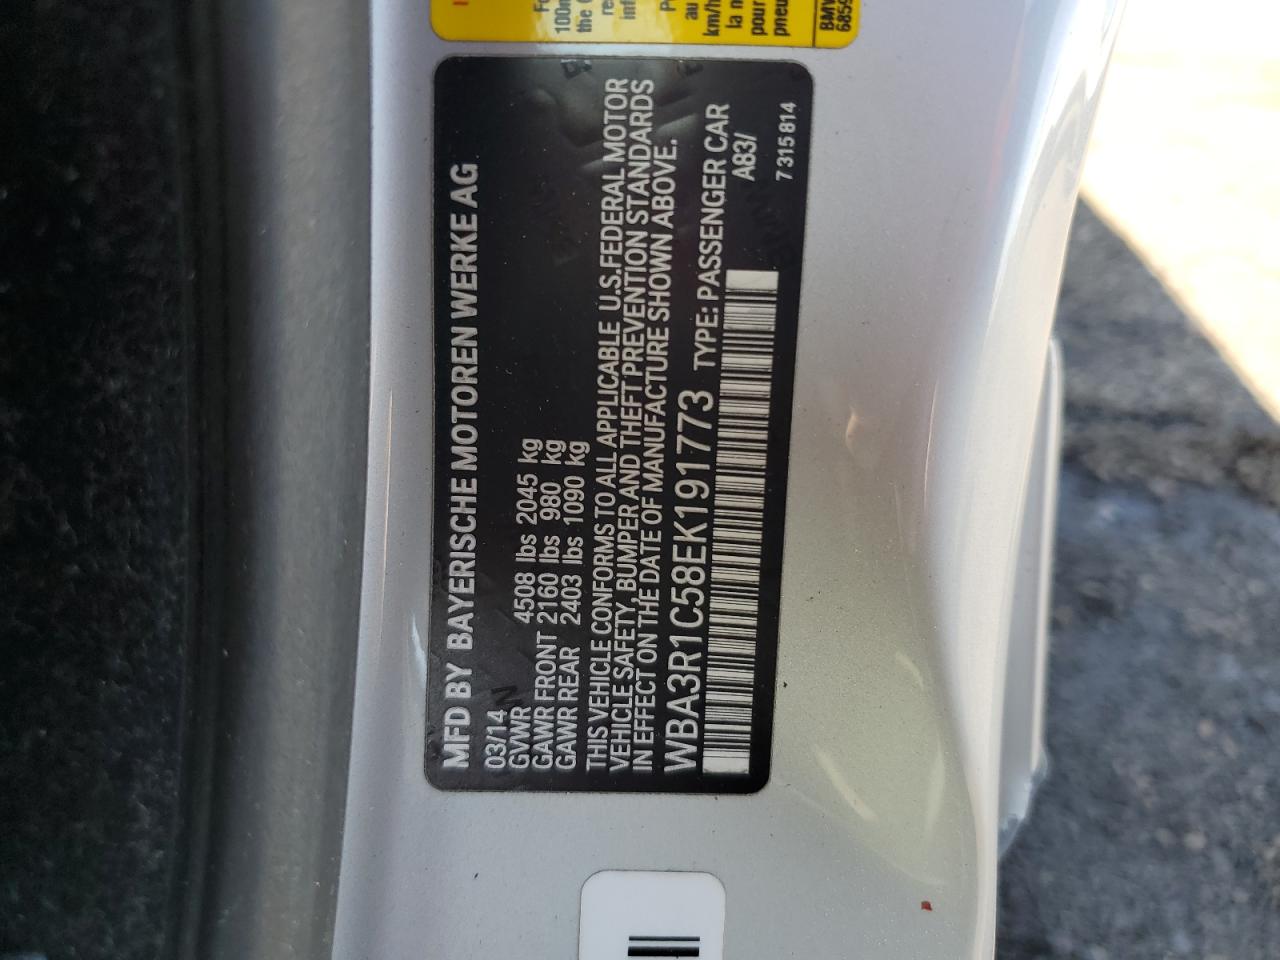 MFD BY BAYERISCHE MOTOREN WERKE AG
03/14
GVWR 4508 lbs 2045 kg
GAWR FRONT 2160 lbs 980 kg
GAWR REAR 2403 lbs 1090 kg
THIS VEHICLE CONFORMS TO ALL APPLICABLE U.S.FEDERAL MOTOR
VEHICLE SAFETY, BUMPER AND THEFT PREVENTION STANDARDS
IN EFFECT ON THE DATE OF MANUFACTURE SHOWN ABOVE.
WBA3R1C58EK191773 TYPE: PASSENGER CAR
A83/
7315814